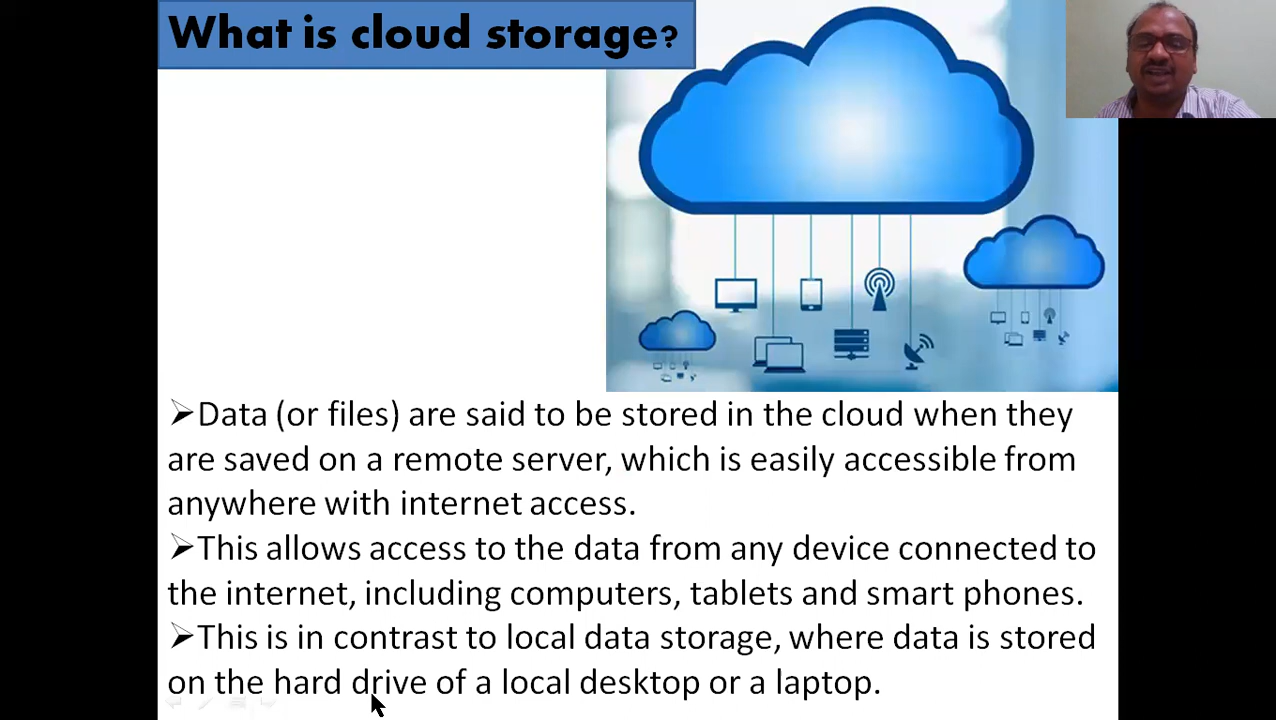 What is cloud storage?
➢Data (or files) are said to be stored in the cloud when they
are saved on a remote server, which is easily accessible from
anywhere with internet access.
➢This allows access to the data from any device connected to
the internet, including computers, tablets and smart phones.
➢This is in contrast to local data storage, where data is stored
on the hard drive of a local desktop or a laptop.